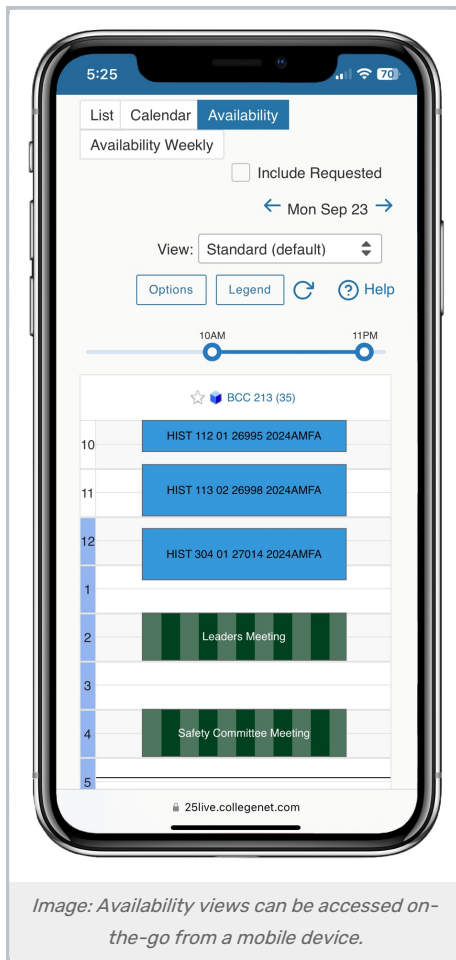 5:25
70
List Calendar Availability
Availability Weekly
Include Requested
← Mon Sep 23 →
View: Standard (default)
Options Legend Help
10AM 11PM
BCC 213 (35)
10
HIST 112 01 26995 2024AMFA
11
HIST 113 02 26998 2024AMFA
12
HIST 304 01 27014 2024AMFA
1
2
Leaders Meeting
3
4
Safety Committee Meeting
5
25live.collegenet.com
Image: Availability views can be accessed on-
the-go from a mobile device.